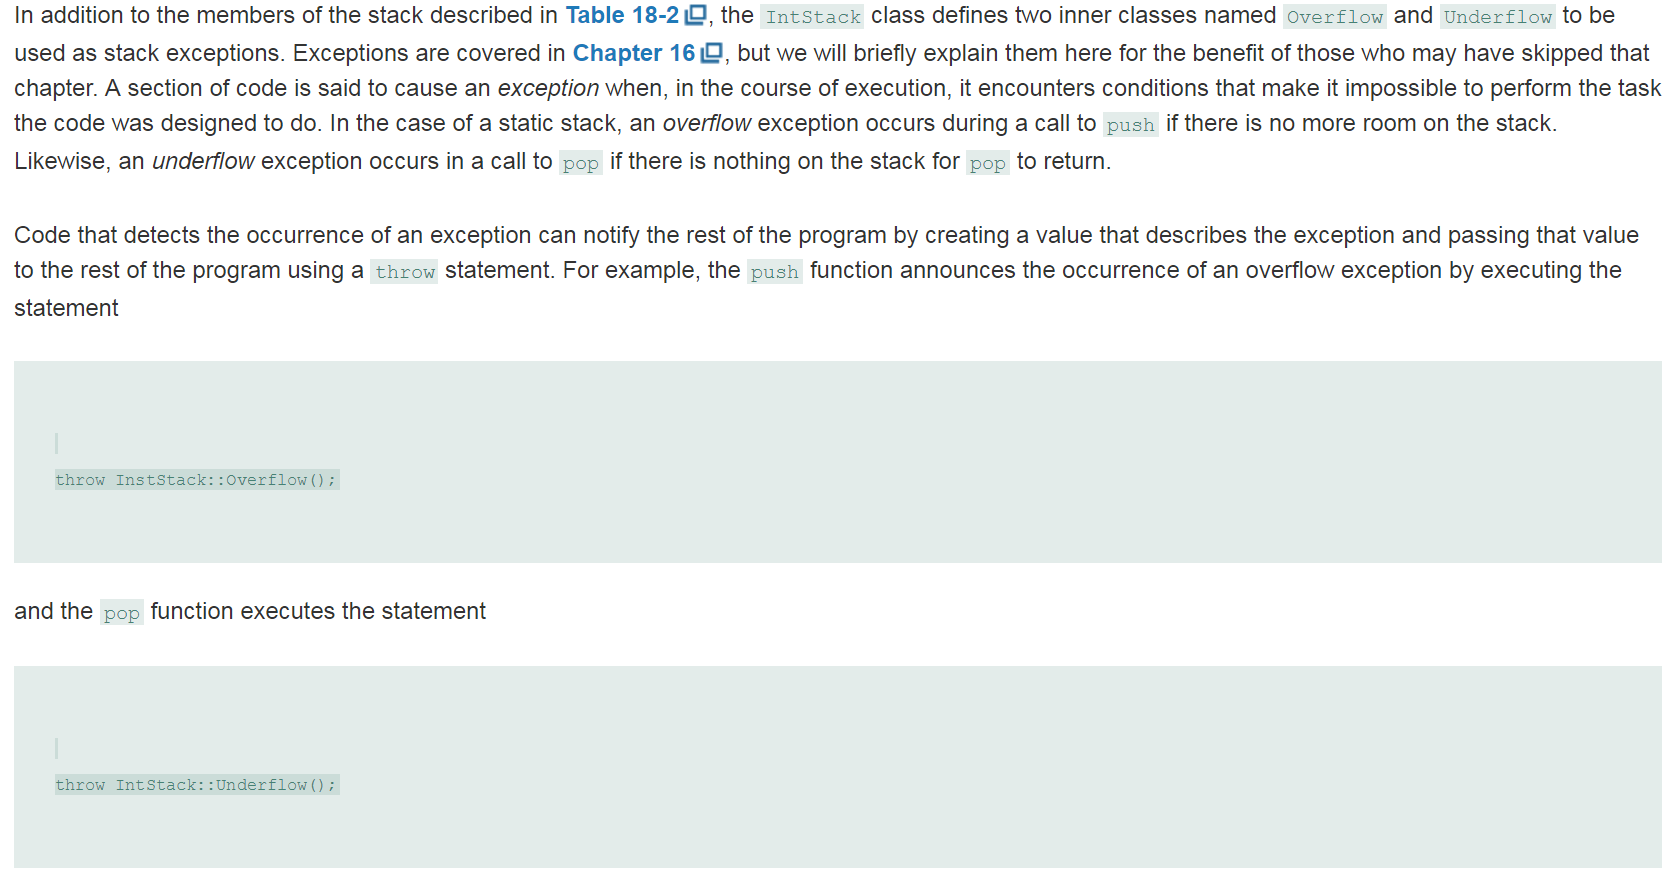 In addition to the members of the stack described in Table 18-2, the IntStack class defines two inner classes named Overflow and Underflow to be
used as stack exceptions. Exceptions are covered in Chapter 16, but we will briefly explain them here for the benefit of those who may have skipped that
chapter. A section of code is said to cause an exception when, in the course of execution, it encounters conditions that make it impossible to perform the task
the code was designed to do. In the case of a static stack, an overflow exception occurs during a call to push if there is no more room on the stack.
Likewise, an underflow exception occurs in a call to pop if there is nothing on the stack for pop to return.
Code that detects the occurrence of an exception can notify the rest of the program by creating a value that describes the exception and passing that value
to the rest of the program using a throw statement. For example, the push function announces the occurrence of an overflow exception by executing the
statement
throw InstStack::Overflow();
and the pop function executes the statement
throw IntStack::Underflow();